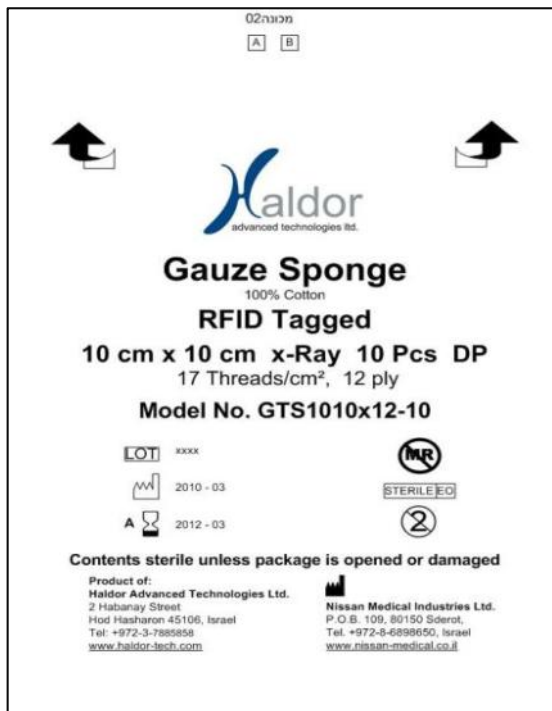 מכונה02
A B
Haldor
advanced technologies ltd.
Gauze Sponge
100% Cotton
RFID Tagged
10 cm x 10 cm x-Ray 10 Pcs DP
17 Threads/cm², 12 ply
Model No. GTS1010x12-10
LOT xxxx
MR
2010 - 03
STERILE EO
A 2012 - 03
2
Contents sterile unless package is opened or damaged
Product of:
Haldor Advanced Technologies Ltd.
2 Habanay Street
Hod Hasharon 45106, Israel
Tel: +972-3-7885858
www.haldor-tech.com
Nissan Medical Industries Ltd.
P.O.B. 109, 80150 Sderot,
Tel. +972-8-6898650, Israel
www.nissan-medical.co.il